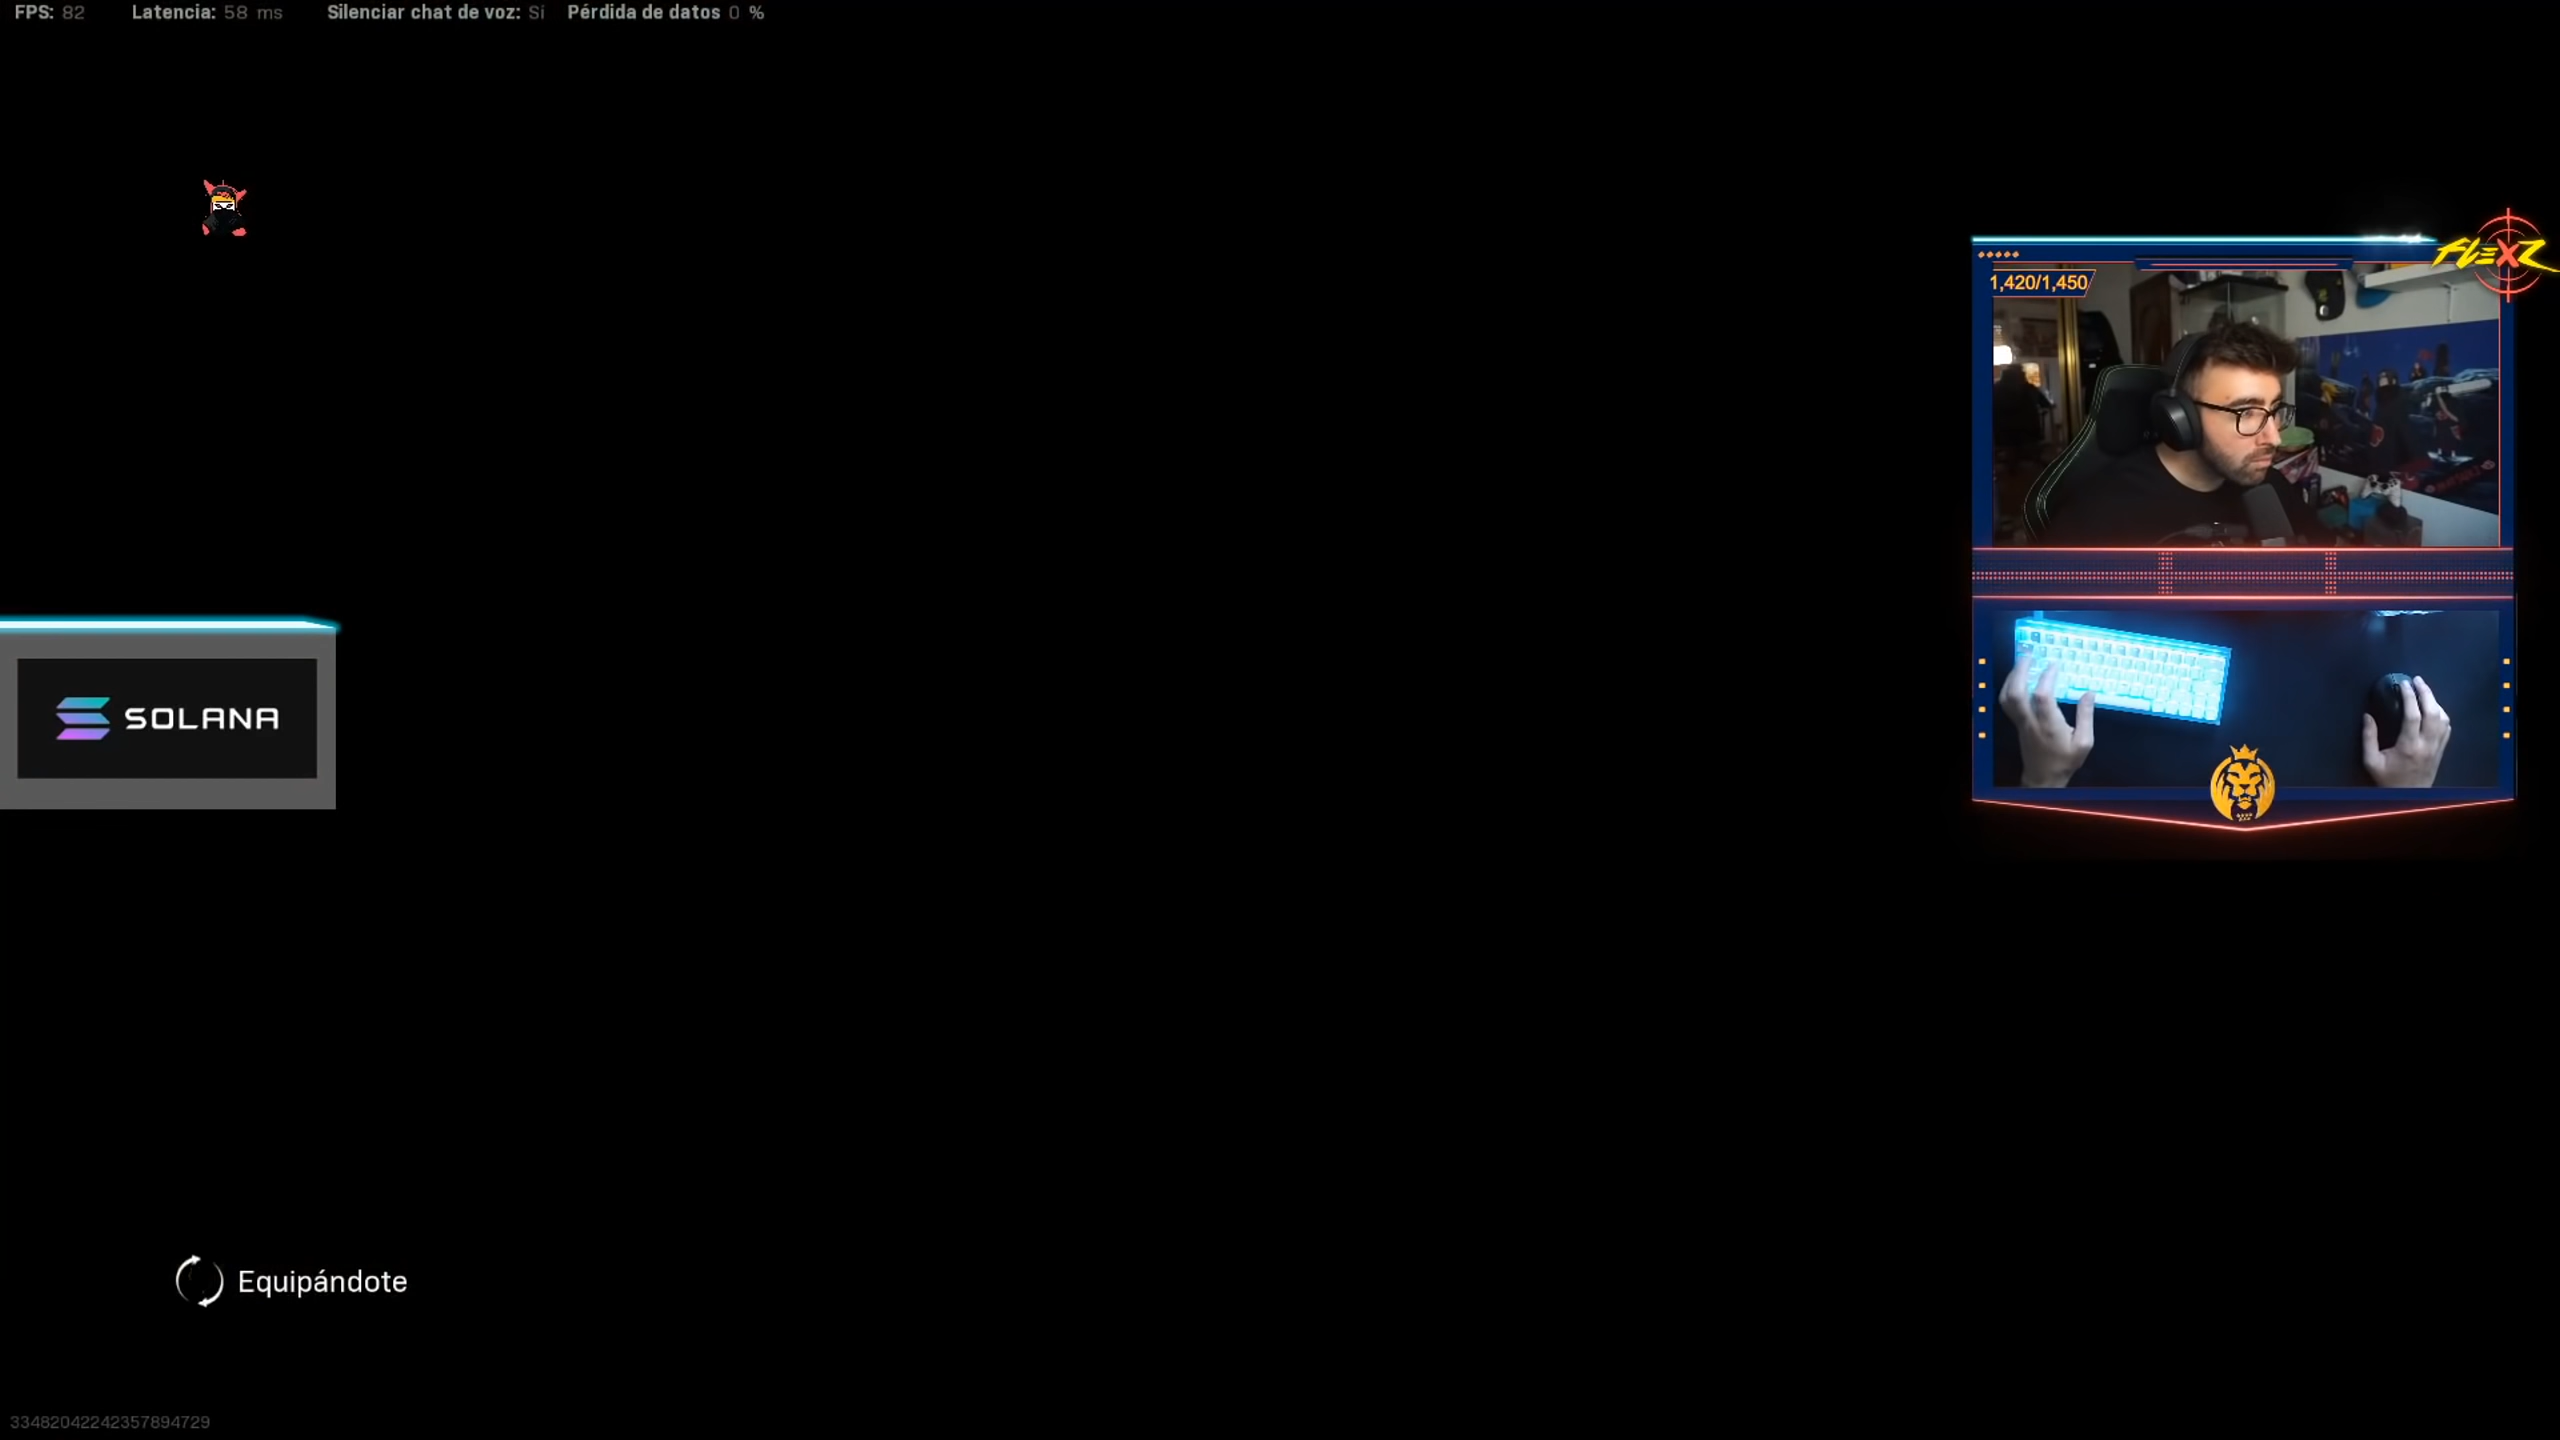 FPS: 82 Latencia: 58 ms Silenciar chat de voz: Sí Pérdida de datos 0 %
FLEXZ
1,420/1,450
SOLANA
Equipándote
33482042242357894729